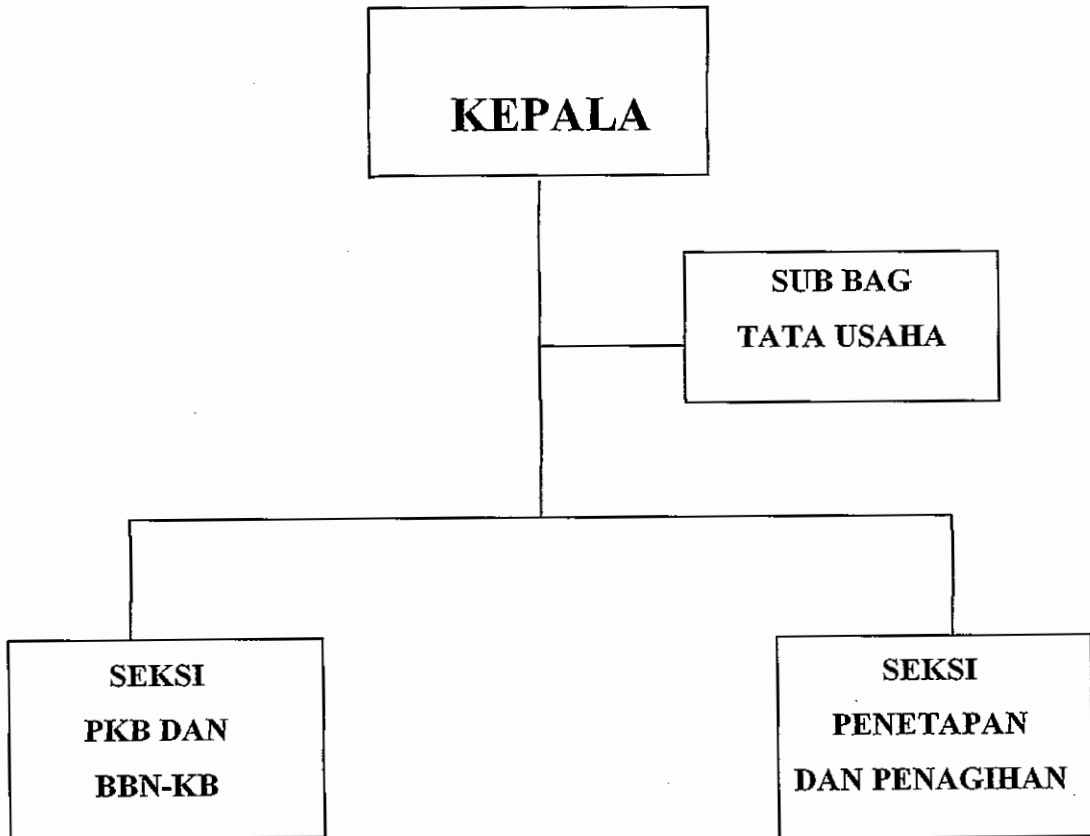 KEPALA
SUB BAG
TATA USAHA
SEKSI
PKB DAN
BBN-KB
SEKSI
PENETAPAN
DAN PENAGIHAN